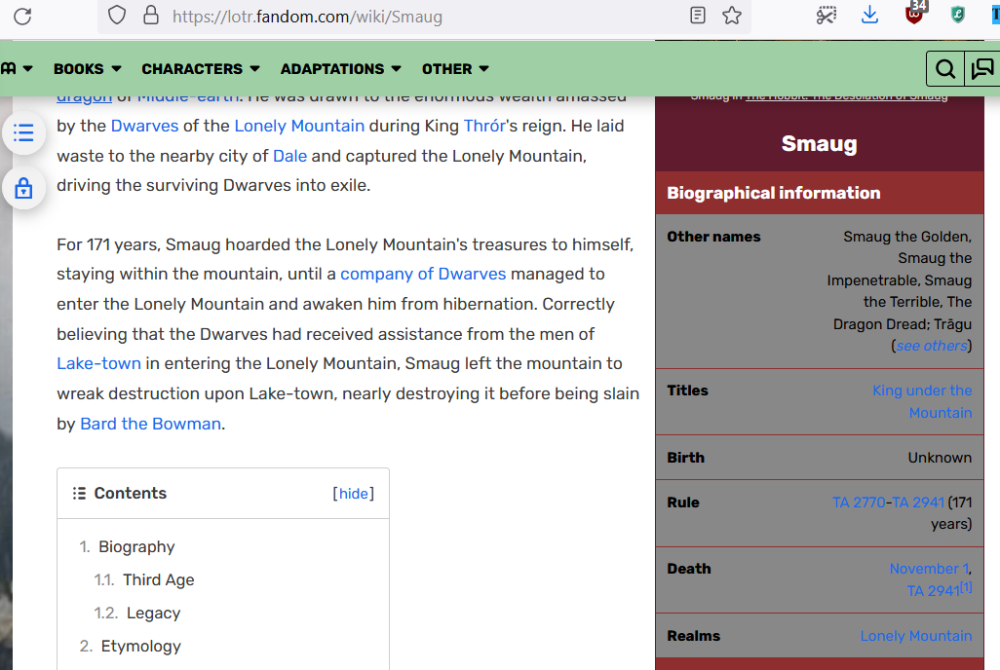 https://lotr.fandom.com/wiki/Smaug
34
BOOKS CHARACTERS ADAPTATIONS OTHER
dragon of Middle-earth. He was drawn to the enormous wealth amassed
by the Dwarves of the Lonely Mountain during King Thrór's reign. He laid
waste to the nearby city of Dale and captured the Lonely Mountain,
driving the surviving Dwarves into exile.
For 171 years, Smaug hoarded the Lonely Mountain's treasures to himself,
staying within the mountain, until a company of Dwarves managed to
enter the Lonely Mountain and awaken him from hibernation. Correctly
believing that the Dwarves had received assistance from the men of
Lake-town in entering the Lonely Mountain, Smaug left the mountain to
wreak destruction upon Lake-town, nearly destroying it before being slain
by Bard the Bowman.
Contents [hide]
1. Biography
1.1. Third Age
1.2. Legacy
2. Etymology
Smaug in The Hobbit: The Desolation of Smaug
Smaug
Biographical information
Other names Smaug the Golden,
Smaug the
Impenetrable, Smaug
the Terrible, The
Dragon Dread; Trāgu
(see others)
Titles King under the
Mountain
Birth Unknown
Rule TA 2770-TA 2941 (171
years)
Death November 1,
TA 2941[1]
Realms Lonely Mountain